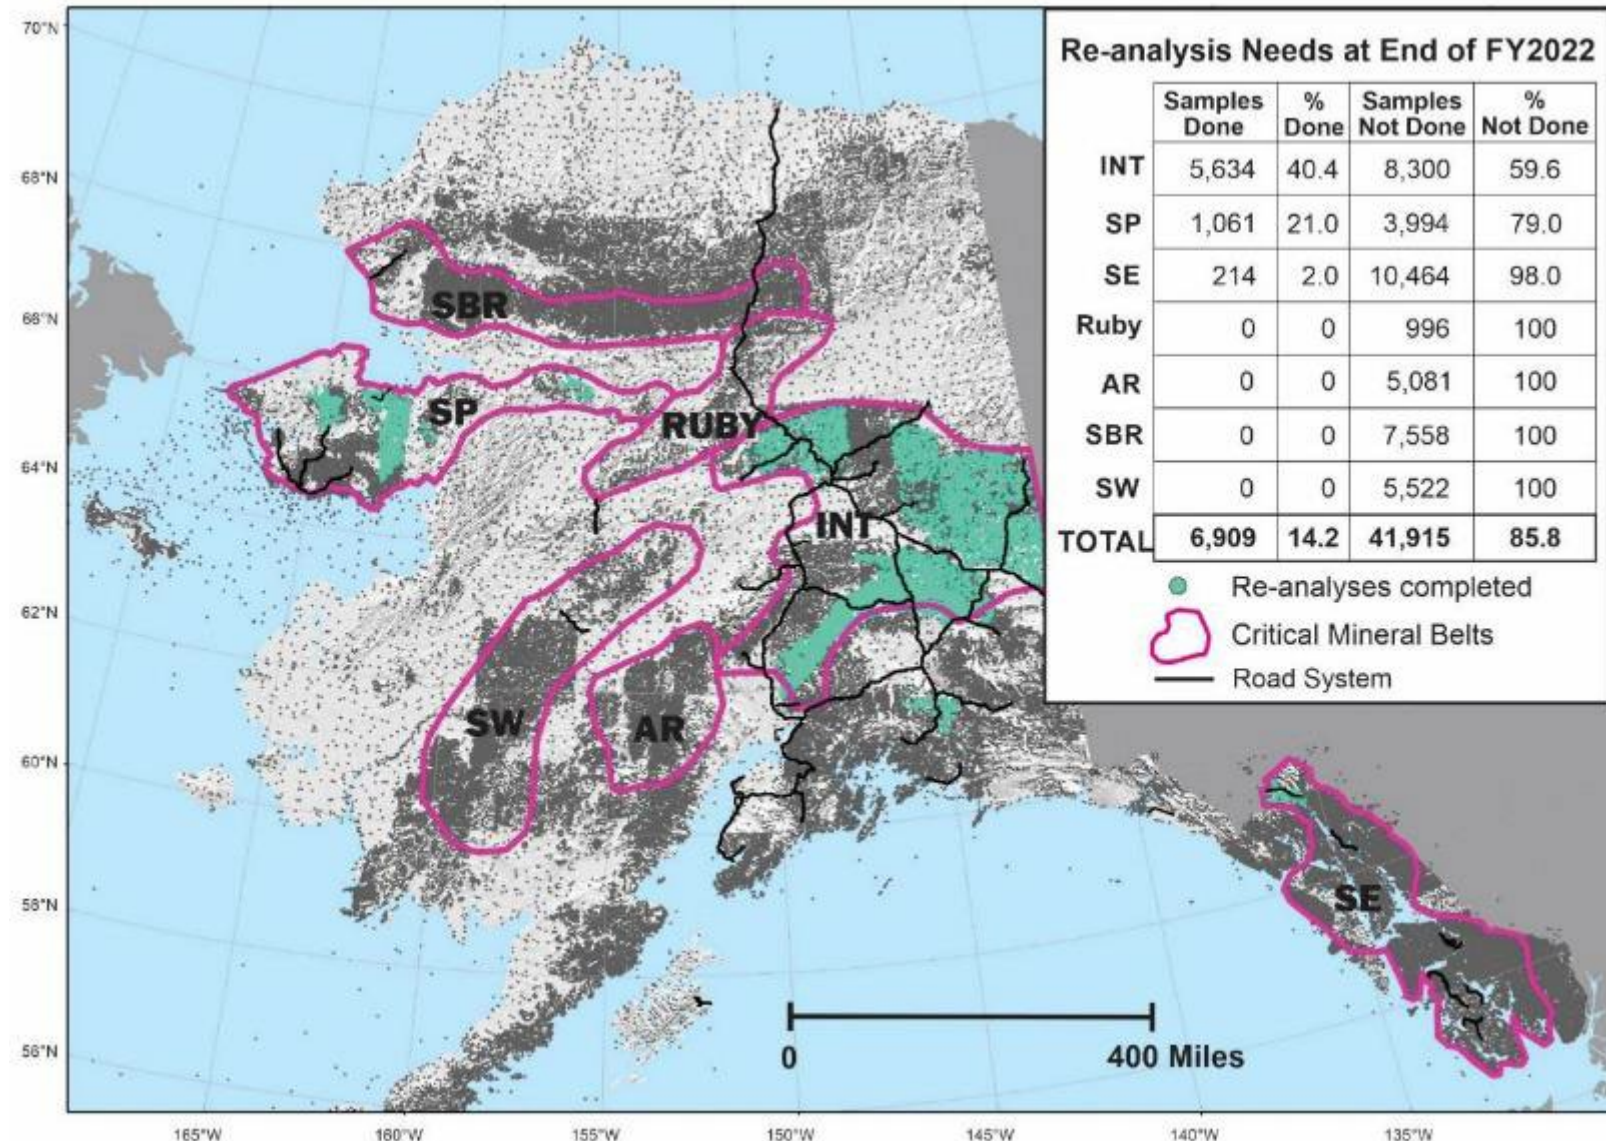 70°N
68°N
66°N
64°N
62°N
60°N
58°N
56°N
165°W
160°W
155°W
150°W
145°W
140°W
135°W
SBR
SP
RUBY
INT
SW
AR
SE
0 400 Miles
Re-analysis Needs at End of FY2022
Samples Done % Done Samples Not Done % Not Done
INT 5,634 40.4 8,300 59.6
SP 1,061 21.0 3,994 79.0
SE 214 2.0 10,464 98.0
Ruby 0 0 996 100
AR 0 0 5,081 100
SBR 0 0 7,558 100
SW 0 0 5,522 100
TOTAL 6,909 14.2 41,915 85.8
Re-analyses completed
Critical Mineral Belts
Road System